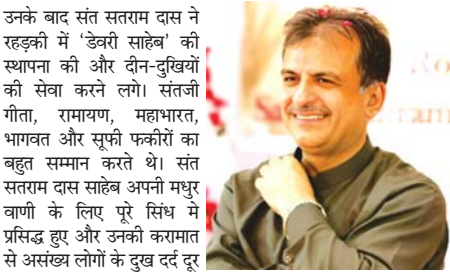 उनके बाद संत सतराम दास ने
रहड़की में ‘डेवरी साहेब’ की
स्थापना की और दीन-दुखियों
की सेवा करने लगे। संतजी
गीता, रामायण, महाभारत,
भागवत और सूफी फकीरों का
बहुत सम्मान करते थे। संत
सतराम दास साहेब अपनी मधुर
वाणी के लिए पूरे सिंध मे
प्रसिद्ध हुए और उनकी करामात
से असंख्य लोगों के दुख दर्द दूर